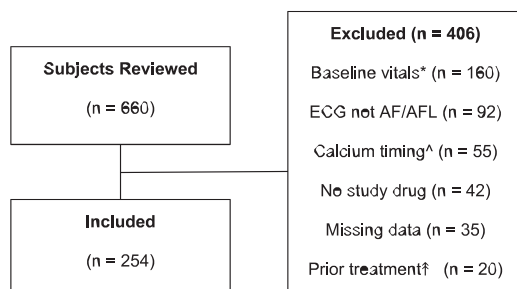 Subjects Reviewed
(n = 660)
Included
(n = 254)
Excluded (n = 406)
Baseline vitals* (n = 160)
ECG not AF/AFL (n = 92)
Calcium timing^ (n = 55)
No study drug (n = 42)
Missing data (n = 35)
Prior treatment⇑ (n = 20)